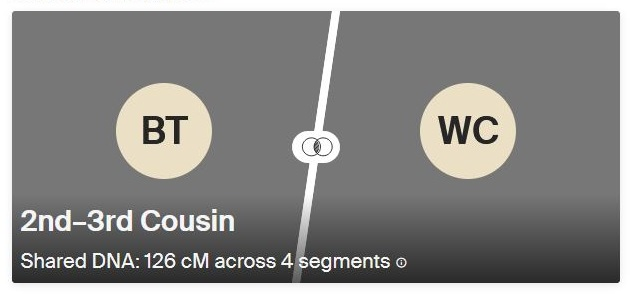 BT
WC
2nd–3rd Cousin
Shared DNA: 126 cM across 4 segments